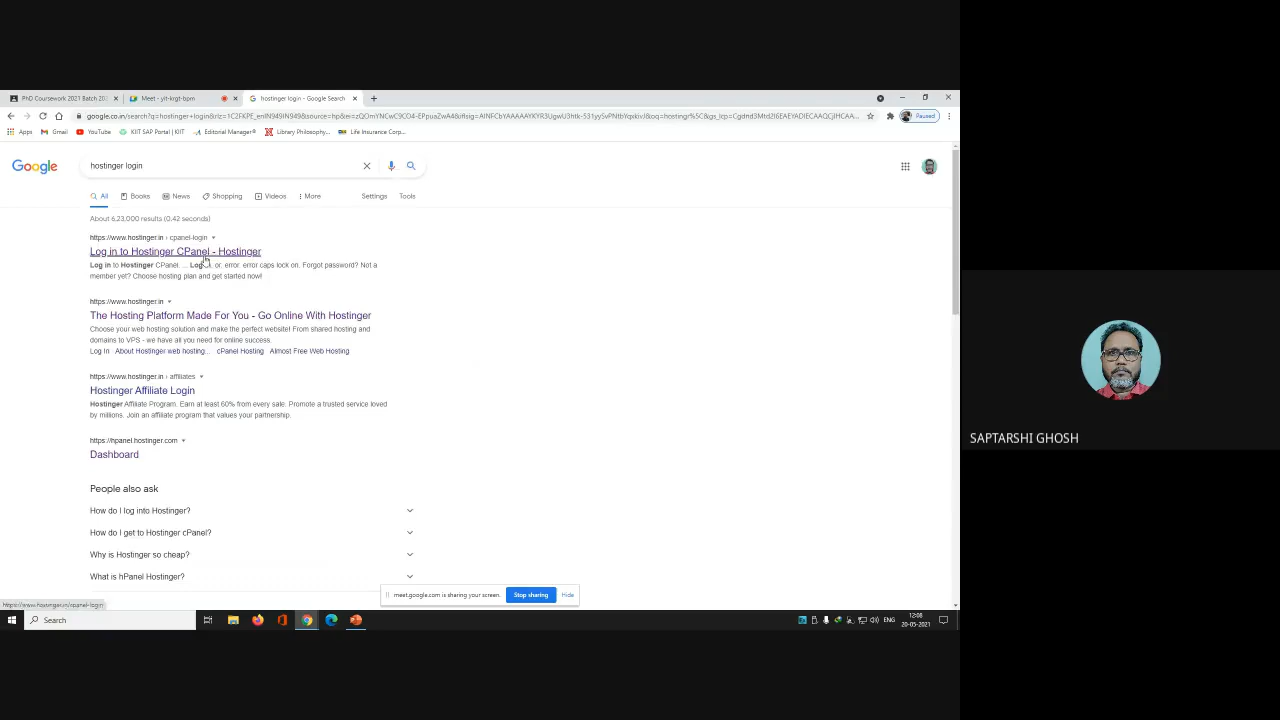 PhD Coursework 2021 Batch 202
Meet - yit-krgt-bpm
hostinger login - Google Search
Paused
Apps
Gmail
YouTube
KIIT SAP Portal | KIIT
Editorial Manager®
Library Philosophy...
Life Insurance Corp...
Google
hostinger login
All
Books
News
Shopping
Videos
More
Settings
Tools
About 6,23,000 results (0.42 seconds)
https://www.hostinger.in › cpanel-login
Log in to Hostinger CPanel - Hostinger
Log in to Hostinger CPanel. ... or. error. error caps lock on. Forgot password? Not a
member yet? Choose hosting plan and get started now!
https://www.hostinger.in
The Hosting Platform Made For You - Go Online With Hostinger
Choose your web hosting solution and make the perfect website! From shared hosting and
domains to VPS - we have all you need for online success.
Log In About Hostinger web hosting... cPanel Hosting Almost Free Web Hosting
https://www.hostinger.in › affiliates
Hostinger Affiliate Login
Hostinger Affiliate Program. Earn at least 60% from every sale. Promote a trusted service loved
by millions. Join an affiliate program that values your partnership.
https://hpanel.hostinger.com
Dashboard
People also ask
How do I log into Hostinger?
How do I get to Hostinger cPanel?
Why is Hostinger so cheap?
What is hPanel Hostinger?
meet.google.com is sharing your screen.
Stop sharing
Hide
https://www.hostinger.in/cpanel-login
Search
ENG
12:08
20-05-2021
SAPTARSHI GHOSH